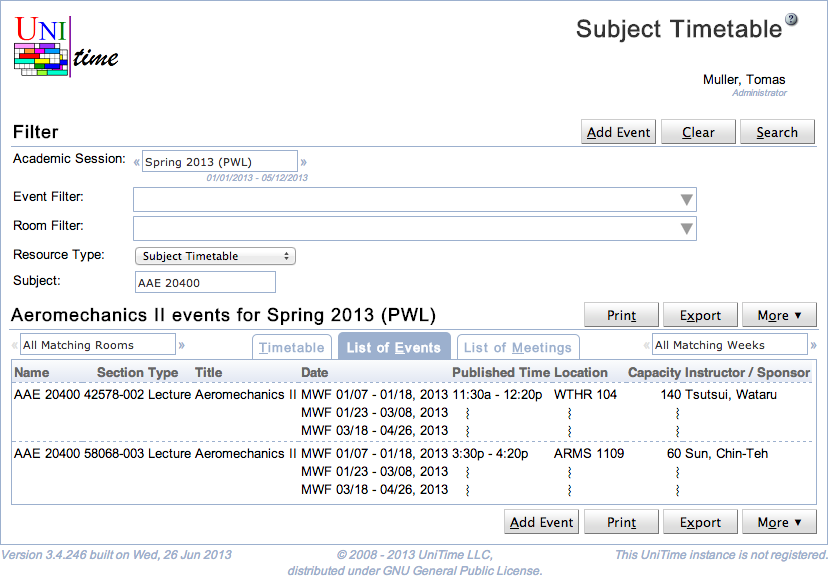 UNI
time
Subject Timetable
Muller, Tomas
Administrator
Filter
Add Event Clear Search
Academic Session: « Spring 2013 (PWL) »
01/01/2013 - 05/12/2013
Event Filter:
Room Filter:
Resource Type: Subject Timetable
Subject: AAE 20400
Aeromechanics II events for Spring 2013 (PWL) Print Export More ▼
« All Matching Rooms » Timetable List of Events List of Meetings « All Matching Weeks »
Name Section Type Title Date Published Time Location Capacity Instructor / Sponsor
AAE 20400 42578-003 Lecture Aeromechanics II MWF 01/07 - 01/18, 2013 11:30a - 12:20p WTHR 104 140 Tsutsui, Wataru
MWF 01/23 - 03/08, 2013
MWF 03/18 - 04/26, 2013
AAE 20400 58068-003 Lecture Aeromechanics II MWF 01/07 - 01/18, 2013 3:30p - 4:20p ARMS 1109 60 Sun, Chin-Teh
MWF 01/23 - 03/08, 2013
MWF 03/18 - 04/26, 2013
Add Event Print Export More ▼
Version 3.4.246 built on Wed, 26 Jun 2013 © 2008 - 2013 UniTime LLC, This UniTime instance is not registered.
distributed under GNU General Public License.